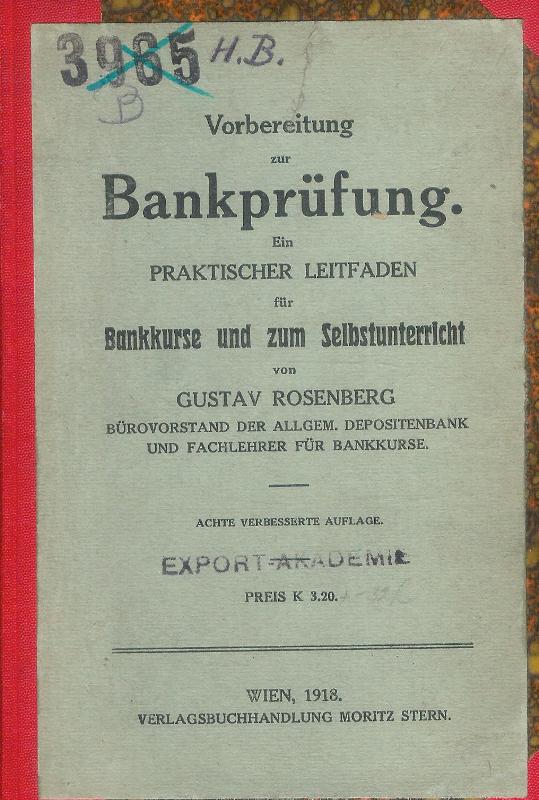 3965 H.B.
B
Vorbereitung
zur
Bankprüfung.
Ein
PRAKTISCHER LEITFADEN
für
Bankkurse und zum Selbstunterricht
von
GUSTAV ROSENBERG
BÜROVORSTAND DER ALLGEM. DEPOSITENBANK
UND FACHLEHRER FÜR BANKKURSE.
ACHTE VERBESSERTE AUFLAGE.
EXPORT-AKADEMIE
PREIS K 3.20.
WIEN, 1918.
VERLAGSBUCHHANDLUNG MORITZ STERN.